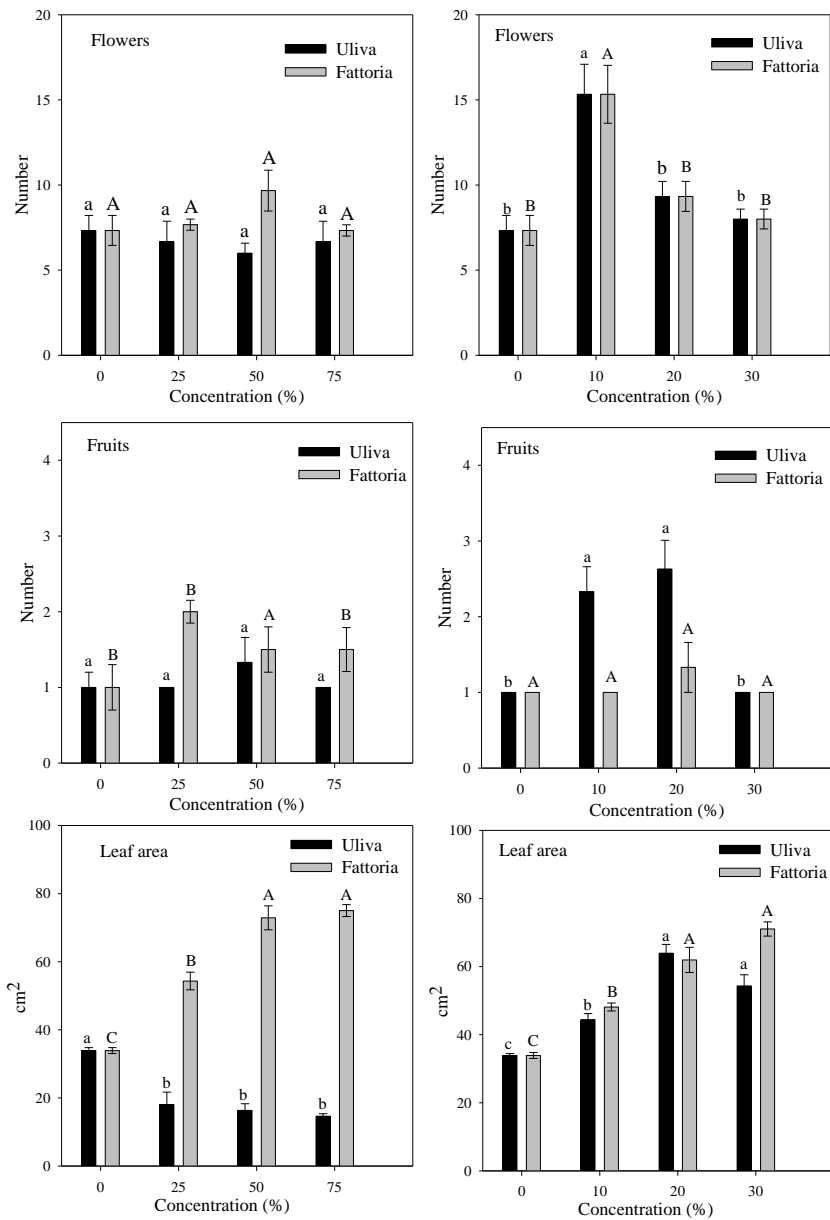 Flowers
Uliva
Fattoria
20
15
10
5
0
Number
a A
a A
a A
a A
0 25 50 75
Concentration (%)
Flowers
Uliva
Fattoria
20
15
10
5
0
Number
b B
a A
b B
b B
0 10 20 30
Concentration (%)
Fruits
Uliva
Fattoria
4
3
2
1
0
Number
a B
a B
a A
a B
0 25 50 75
Concentration (%)
Fruits
Uliva
Fattoria
4
3
2
1
0
Number
b A
a A
a A
b A
0 10 20 30
Concentration (%)
Leaf area
Uliva
Fattoria
100
80
60
40
20
0
cm²
a C
b B
b A
b A
0 25 50 75
Concentration (%)
Leaf area
Uliva
Fattoria
100
80
60
40
20
0
cm²
c C
b B
a A
a A
0 10 20 30
Concentration (%)